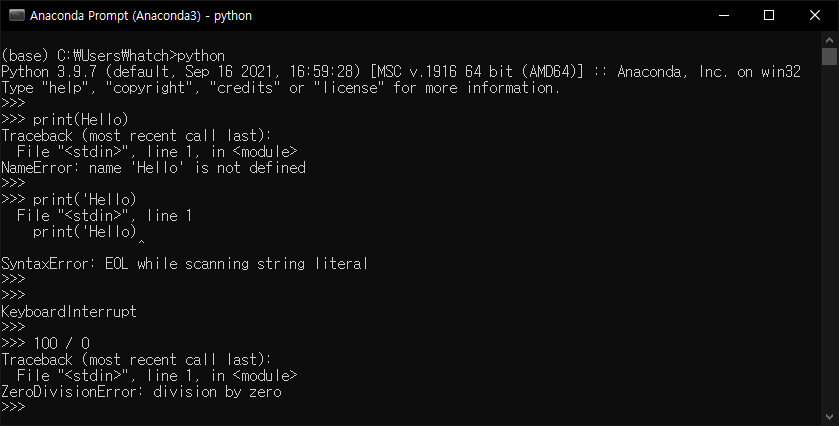 Anaconda Prompt (Anaconda3) - python
(base) C:₩Users₩hatch>python
Python 3.9.7 (default, Sep 16 2021, 16:59:28) [MSC v.1916 64 bit (AMD64)] :: Anaconda, Inc. on win32
Type "help", "copyright", "credits" or "license" for more information.
>>>
>>> print(Hello)
Traceback (most recent call last):
  File "<stdin>", line 1, in <module>
NameError: name 'Hello' is not defined
>>>
>>> print('Hello)
  File "<stdin>", line 1
    print('Hello)
                 ^
SyntaxError: EOL while scanning string literal
>>>
>>>
KeyboardInterrupt
>>>
>>> 100 / 0
Traceback (most recent call last):
  File "<stdin>", line 1, in <module>
ZeroDivisionError: division by zero
>>>